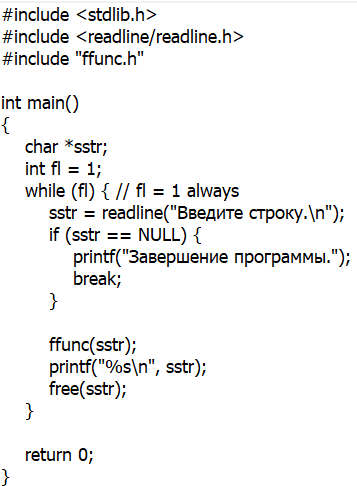 #include <stdlib.h>
#include <readline/readline.h>
#include "ffunc.h"

int main()
{
    char *sstr;
    int fl = 1;
    while (fl) { // fl = 1 always
        sstr = readline("Введите строку.\n");
        if (sstr == NULL) {
            printf("Завершение программы.");
            break;
        }

        ffunc(sstr);
        printf("%s\n", sstr);
        free(sstr);
    }

    return 0;
}